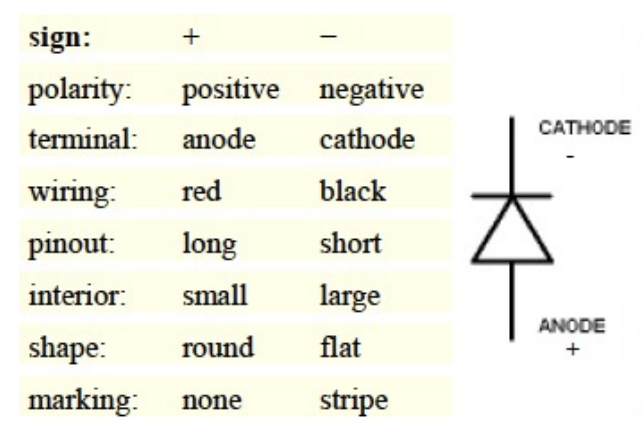 sign: + −
polarity: positive negative
terminal: anode cathode
wiring: red black
pinout: long short
interior: small large
shape: round flat
marking: none stripe
CATHODE
-
ANODE
+